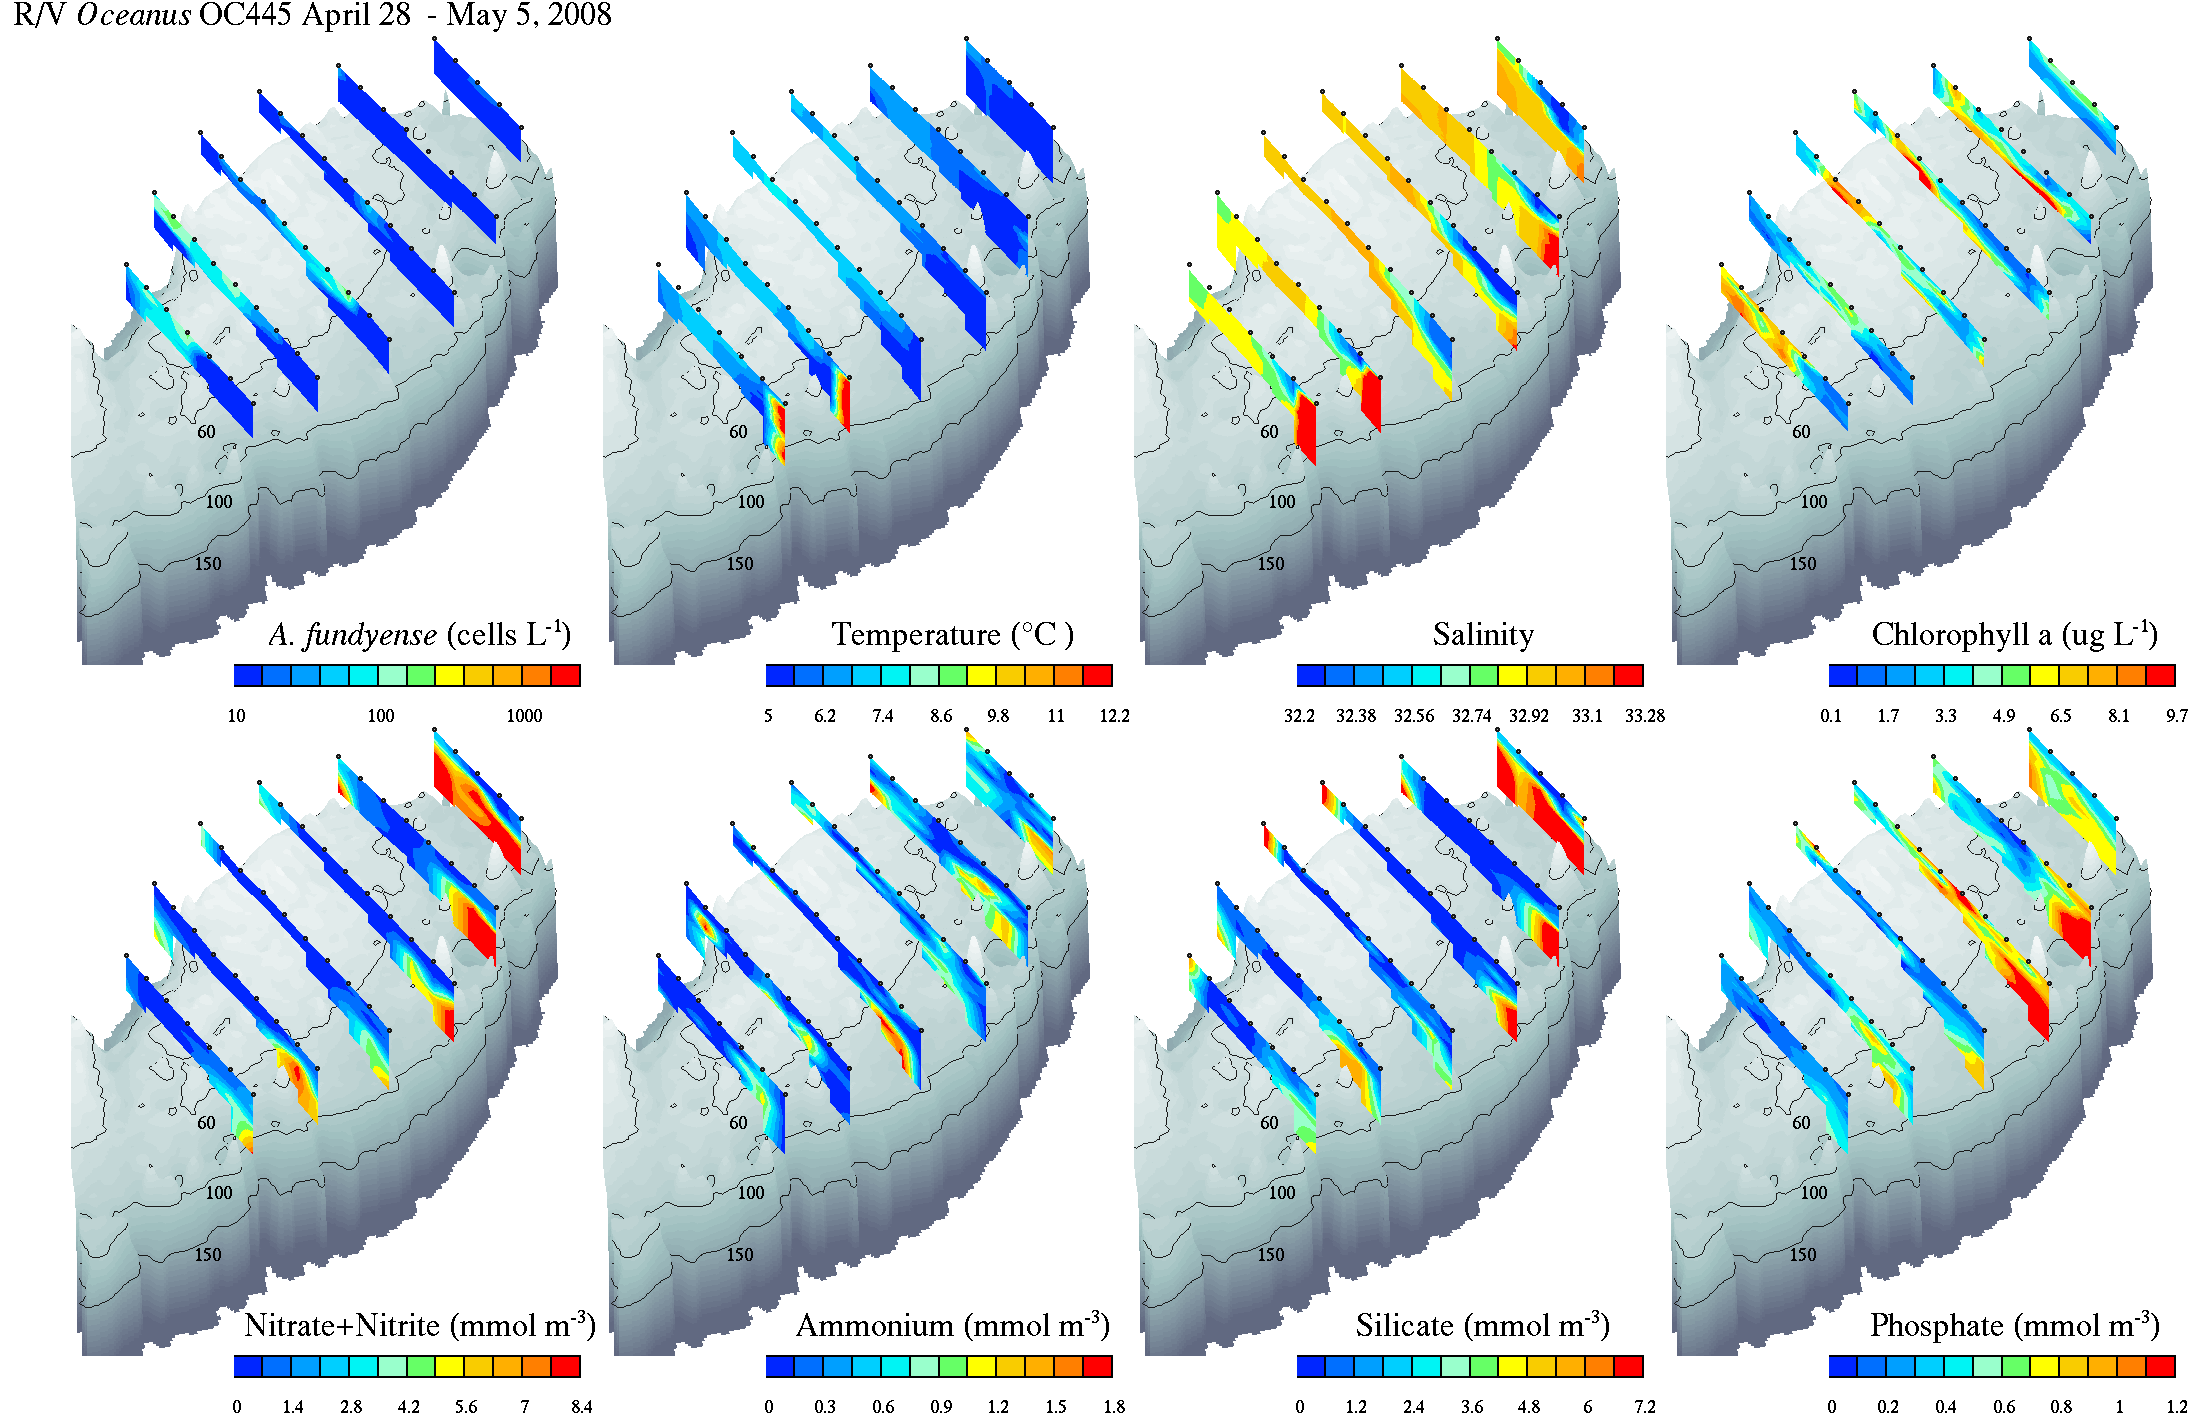 R/V Oceanus OC445 April 28 - May 5, 2008
60
100
150
A. fundyense (cells L-1)
10 100 1000
60
100
150
Temperature (°C )
5 6.2 7.4 8.6 9.8 11 12.2
60
100
150
Salinity
32.2 32.38 32.56 32.74 32.92 33.1 33.28
60
100
150
Chlorophyll a (ug L-1)
0.1 1.7 3.3 4.9 6.5 8.1 9.7
60
100
150
Nitrate+Nitrite (mmol m-3)
0 1.4 2.8 4.2 5.6 7 8.4
60
100
150
Ammonium (mmol m-3)
0 0.3 0.6 0.9 1.2 1.5 1.8
60
100
150
Silicate (mmol m-3)
0 1.2 2.4 3.6 4.8 6 7.2
60
100
150
Phosphate (mmol m-3)
0 0.2 0.4 0.6 0.8 1 1.2